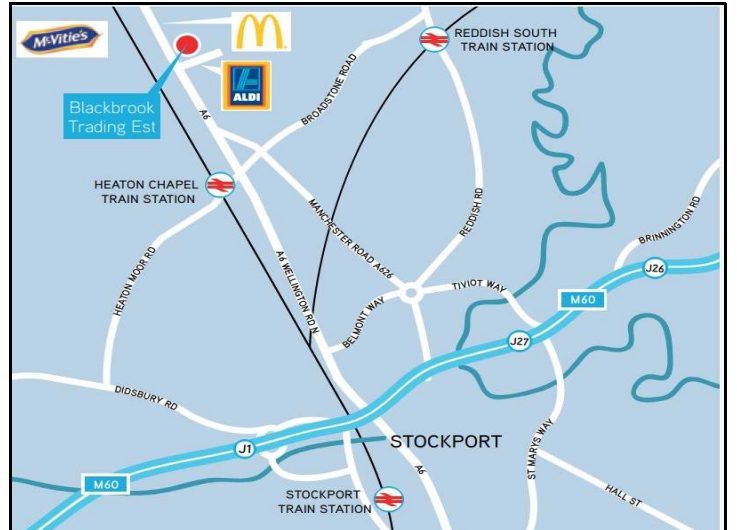 McVitie's
M
REDDISH SOUTH
TRAIN STATION
ALDI
Blackbrook
Trading Est
A6
BROADSTONE ROAD
HEATON CHAPEL
TRAIN STATION
MANCHESTER ROAD A626
REDDISH RD
BRINNINGTON RD
HEATON MOOR RD
A6 WELLINGTON RD N
J26
TIVIOT WAY
M60
BELMONT WAY
J27
DIDSBURY RD
J1
STOCKPORT
A6
ST MARYS WAY
M60
HALL ST
STOCKPORT
TRAIN STATION